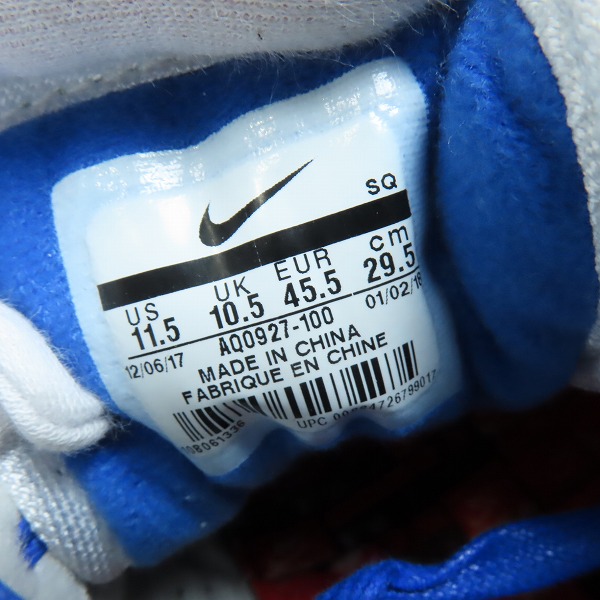 SQ
US UK EUR cm
11.5 10.5 45.5 29.5
12/06/17 01/02/18
AQ0927-100
MADE IN CHINA
FABRIQUE EN CHINE
UPC